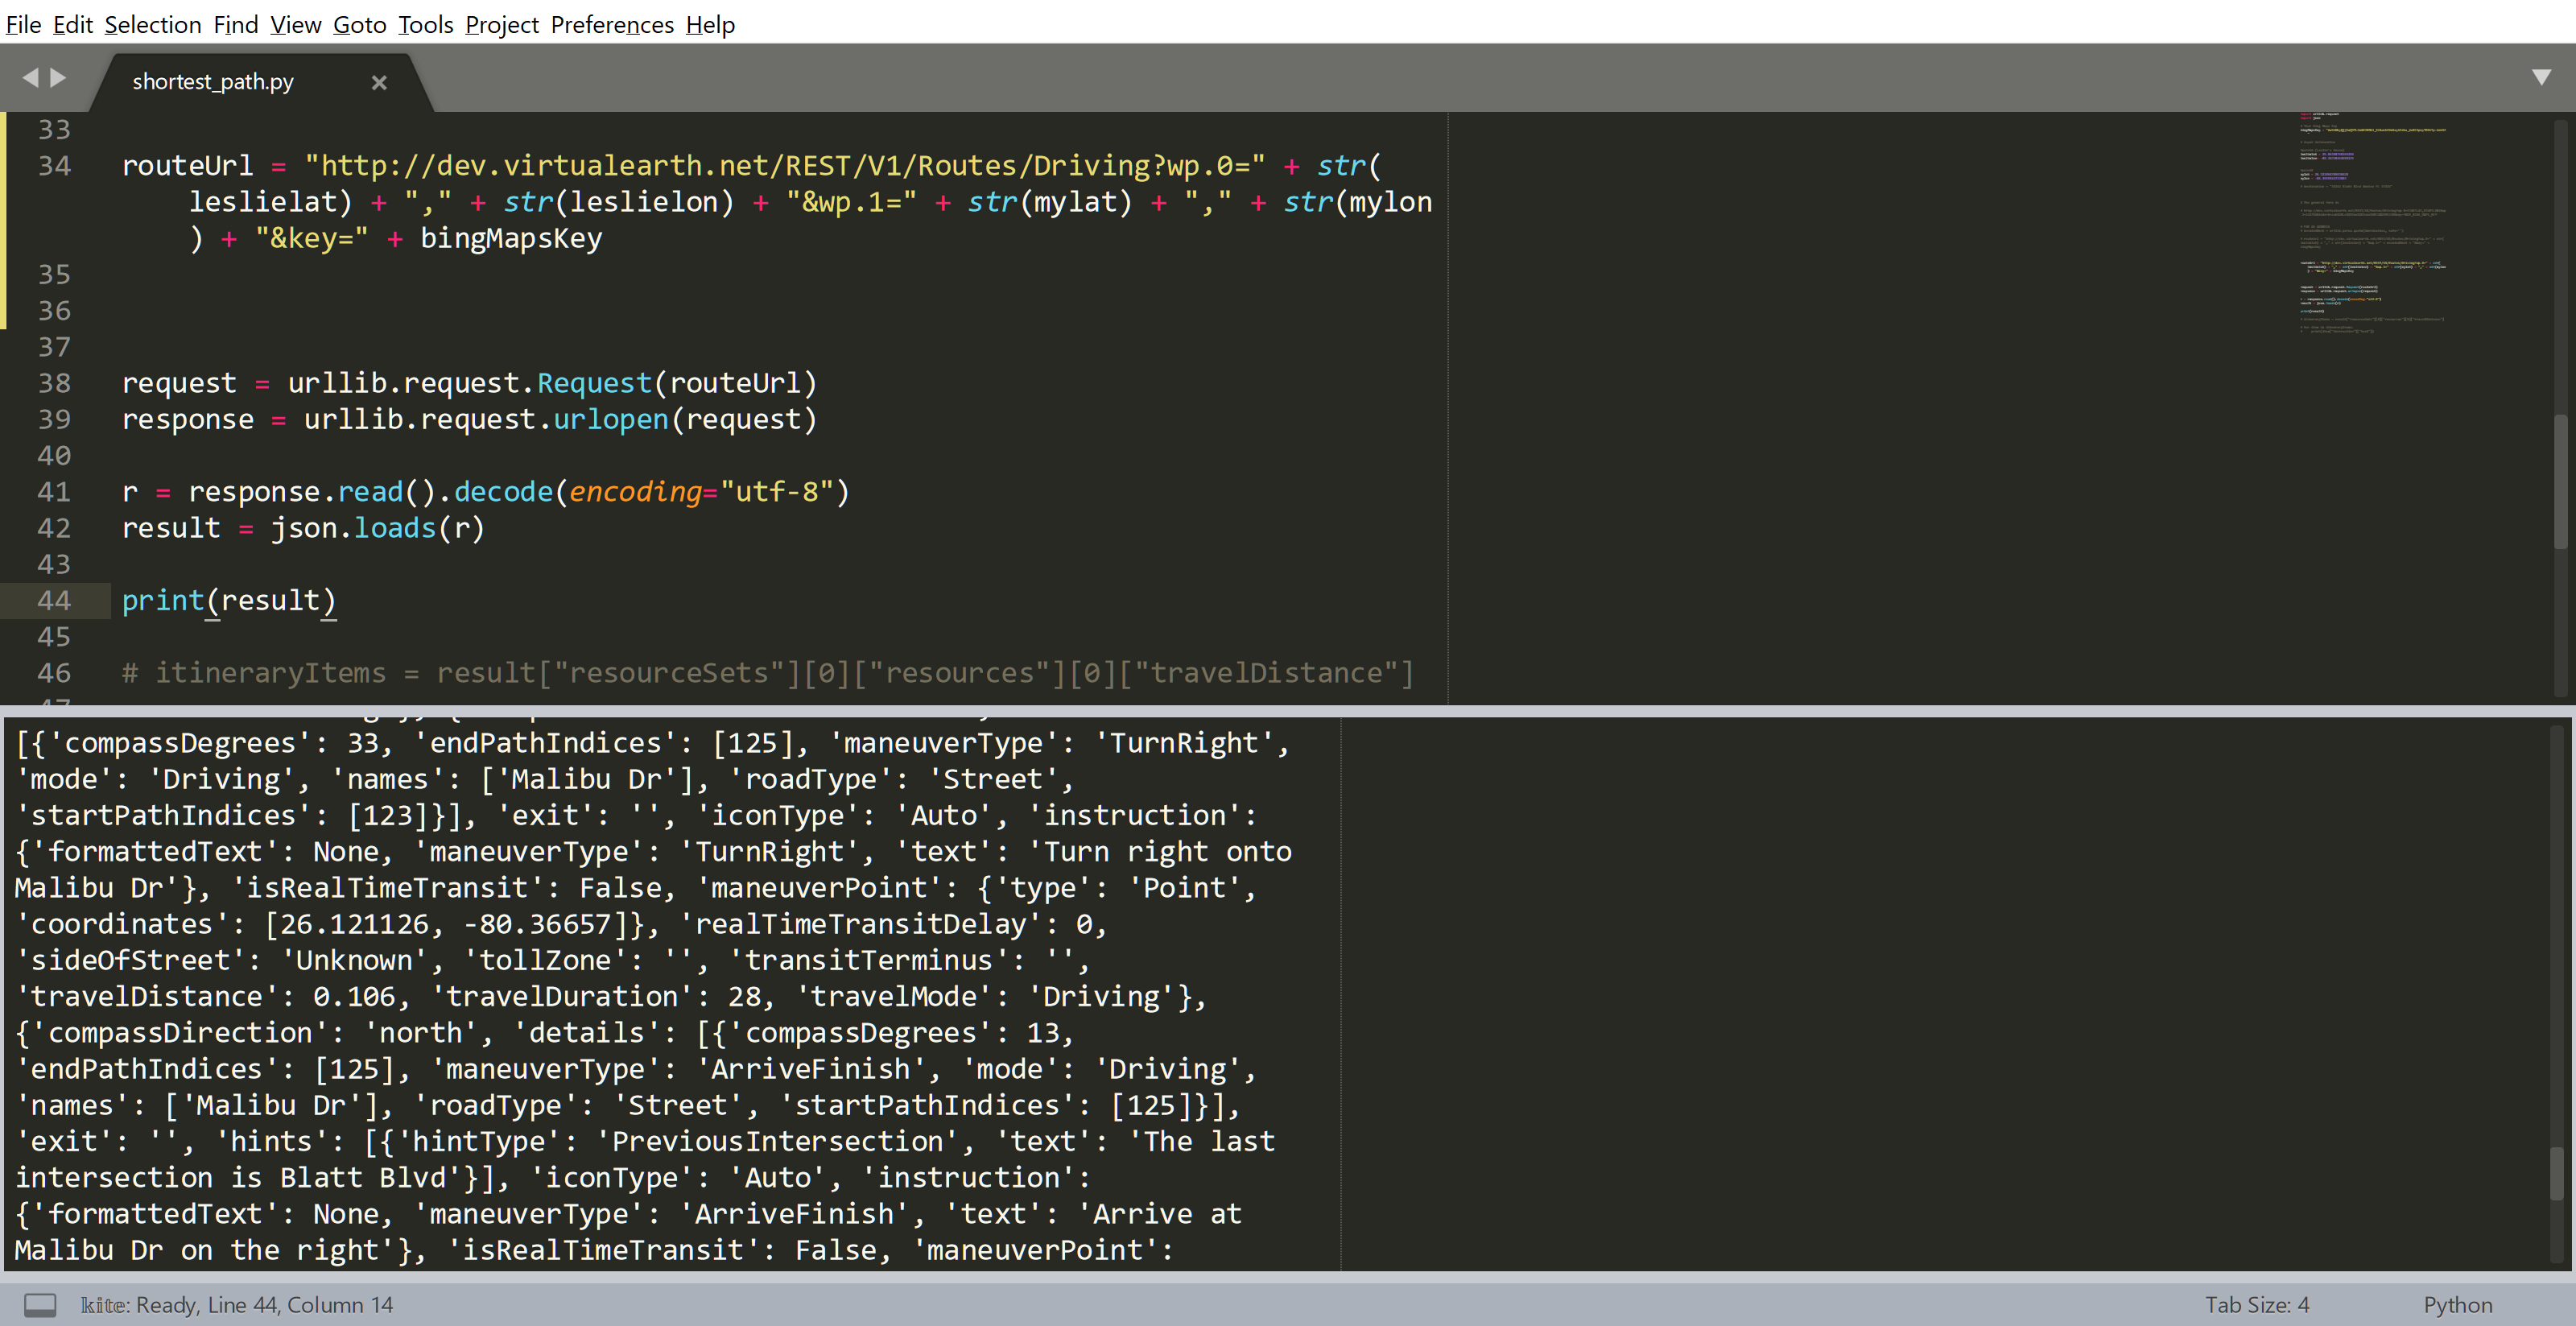 File Edit Selection Find View Goto Tools Project Preferences Help
shortest_path.py ×
33
34 routeUrl = "http://dev.virtualearth.net/REST/V1/Routes/Driving?wp.0=" + str(
leslielat) + "," + str(leslielon) + "&wp.1=" + str(mylat) + "," + str(mylon
) + "&key=" + bingMapsKey
35
36
37
38 request = urllib.request.Request(routeUrl)
39 response = urllib.request.urlopen(request)
40
41 r = response.read().decode(encoding="utf-8")
42 result = json.loads(r)
43
44 print(result)
45
46 # itineraryItems = result["resourceSets"][0]["resources"][0]["travelDistance"]
47
[{'compassDegrees': 33, 'endPathIndices': [125], 'maneuverType': 'TurnRight',
'mode': 'Driving', 'names': ['Malibu Dr'], 'roadType': 'Street',
'startPathIndices': [123]}], 'exit': '', 'iconType': 'Auto', 'instruction':
{'formattedText': None, 'maneuverType': 'TurnRight', 'text': 'Turn right onto
Malibu Dr'}, 'isRealTimeTransit': False, 'maneuverPoint': {'type': 'Point',
'coordinates': [26.121126, -80.36657]}, 'realTimeTransitDelay': 0,
'sideOfStreet': 'Unknown', 'tollZone': '', 'transitTerminus': '',
'travelDistance': 0.106, 'travelDuration': 28, 'travelMode': 'Driving'},
{'compassDirection': 'north', 'details': [{'compassDegrees': 13,
'endPathIndices': [125], 'maneuverType': 'ArriveFinish', 'mode': 'Driving',
'names': ['Malibu Dr'], 'roadType': 'Street', 'startPathIndices': [125]}],
'exit': '', 'hints': [{'hintType': 'PreviousIntersection', 'text': 'The last
intersection is Blatt Blvd'}], 'iconType': 'Auto', 'instruction':
{'formattedText': None, 'maneuverType': 'ArriveFinish', 'text': 'Arrive at
Malibu Dr on the right'}, 'isRealTimeTransit': False, 'maneuverPoint':
kite: Ready, Line 44, Column 14 Tab Size: 4 Python